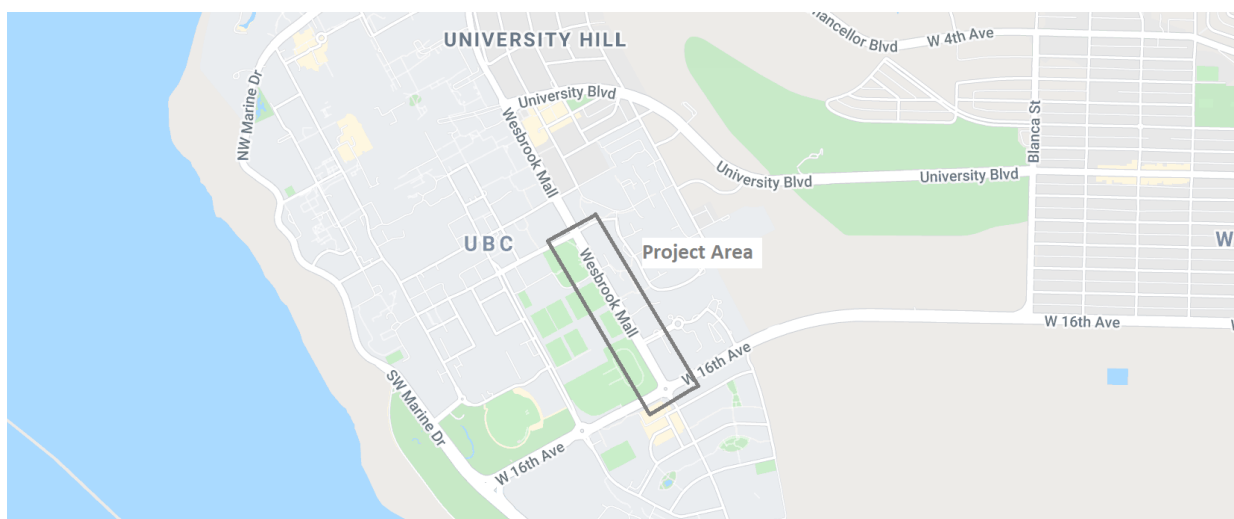 Chancellor Blvd
W 4th Ave
UNIVERSITY HILL
NW Marine Dr
University Blvd
Wesbrook Mall
Blanca St
University Blvd
University Blvd
UBC
Project Area
W
Wesbrook Mall
W 16th Ave
W 16th Ave
SW Marine Dr
W 16th Ave